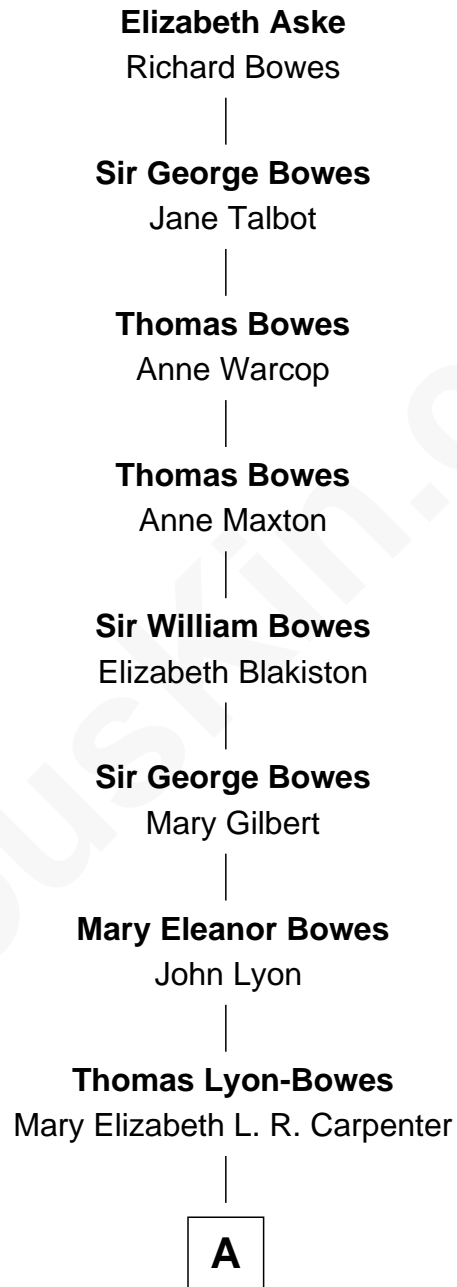 Elizabeth Aske
Richard Bowes
Sir George Bowes
Jane Talbot
Thomas Bowes
Anne Warcop
Thomas Bowes
Anne Maxton
Sir William Bowes
Elizabeth Blakiston
Sir George Bowes
Mary Gilbert
Mary Eleanor Bowes
John Lyon
Thomas Lyon-Bowes
Mary Elizabeth L. R. Carpenter
A